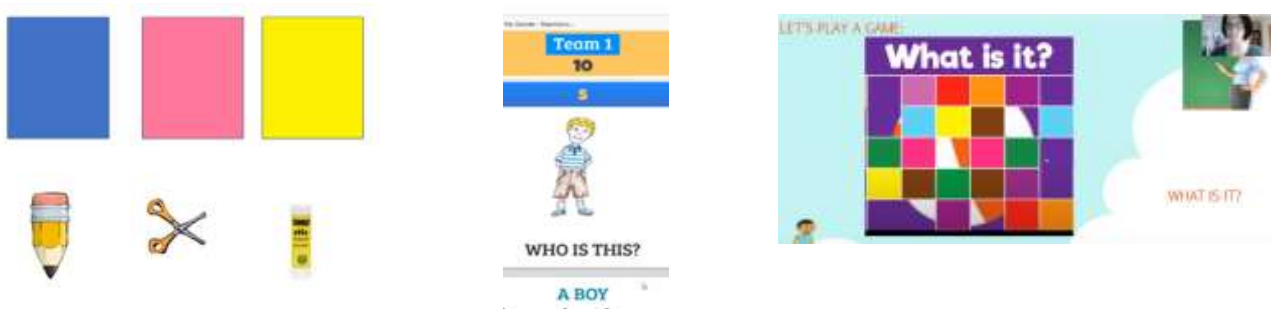 Team 1
10
5
WHO IS THIS?
A BOY
LET'S PLAY A GAME:
What is it?
WHAT IS IT?